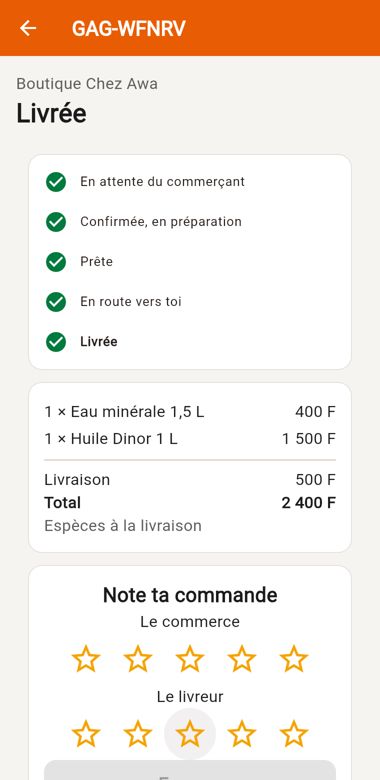 GAG-WFNRV
Boutique Chez Awa
Livrée
En attente du commerçant
Confirmée, en préparation
Prête
En route vers toi
Livrée
1 × Eau minérale 1,5 L 400 F
1 × Huile Dinor 1 L 1 500 F
Livraison 500 F
Total 2 400 F
Espèces à la livraison
Note ta commande
Le commerce
Le livreur